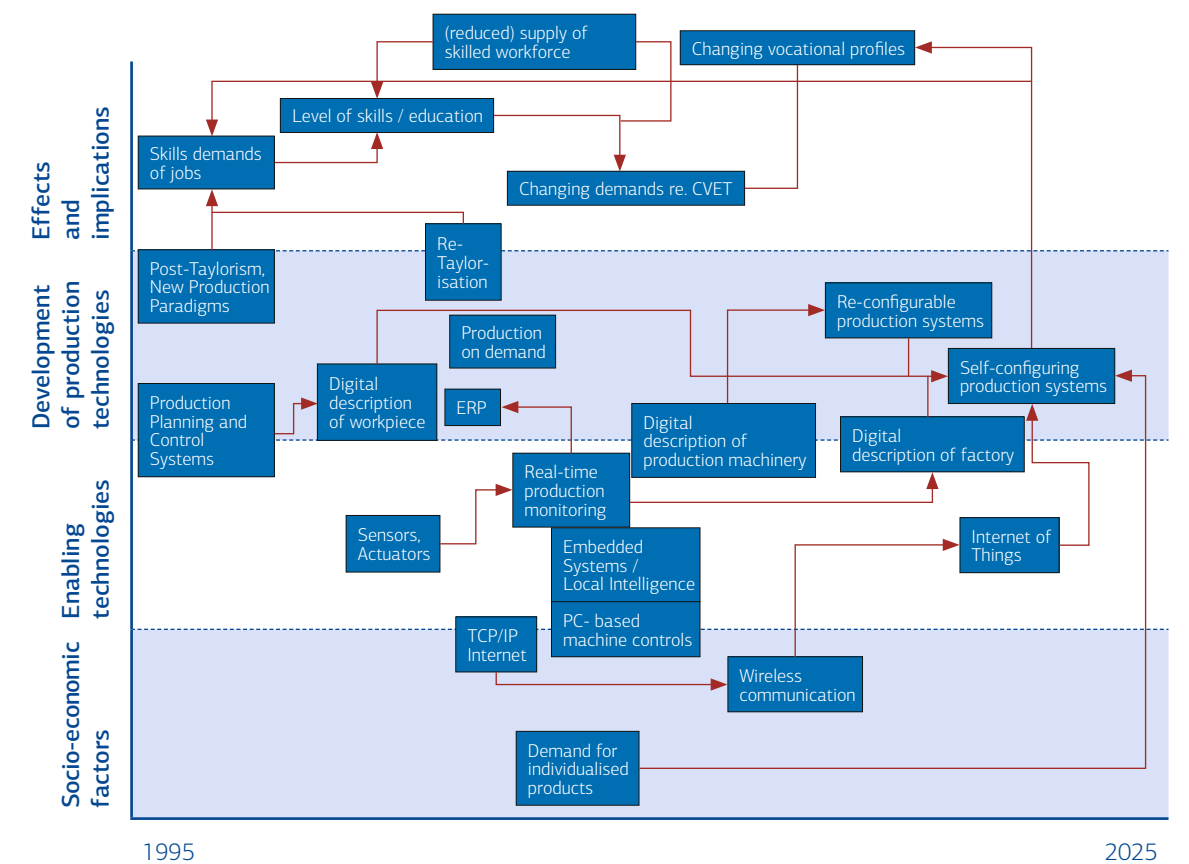 (reduced) supply of
skilled workforce
Changing vocational profiles
Level of skills / education
Skills demands
of jobs
Changing demands re. CVET
Effects
and
implications
Re-
Taylor-
isation
Post-Taylorism,
New Production
Paradigms
Re-configurable
production systems
Production
on demand
Self-configuring
production systems
Digital
description
of workpiece
ERP
Production
Planning and
Control
Systems
Digital
description of
production machinery
Digital
description of factory
Development
of production
technologies
Real-time
production
monitoring
Sensors,
Actuators
Embedded
Systems /
Local Intelligence
Internet of
Things
PC- based
machine controls
Enabling
technologies
TCP/IP
Internet
Wireless
communication
Demand for
individualised
products
Socio-economic
factors
1995
2025